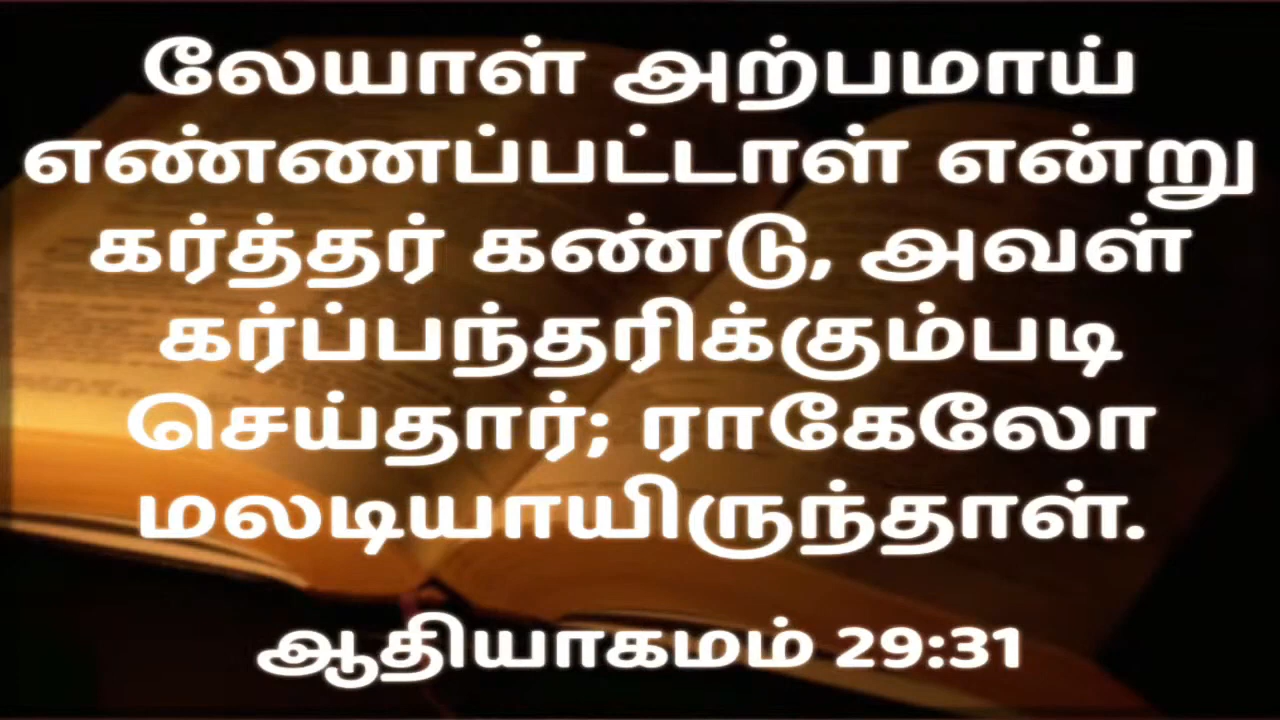 லேயாள் அற்பமாய்
எண்ணப்பட்டாள் என்று
கர்த்தர் கண்டு, அவள்
கர்ப்பந்தரிக்கும்படி
செய்தார்; ராகேலோ
மலடியாயிருந்தாள்.
ஆதியாகமம் 29:31